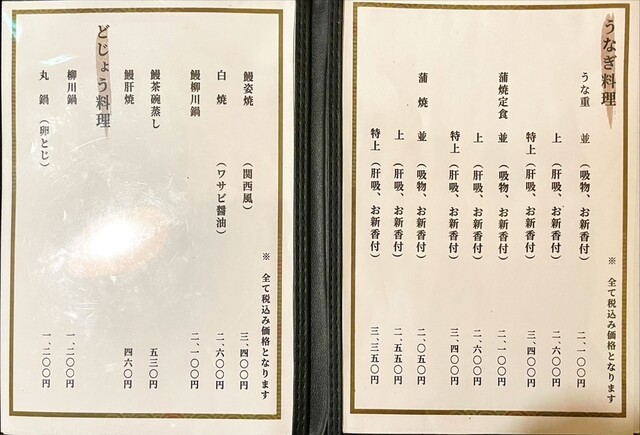 うなぎ料理
※ 全て税込み価格となります
うな重 並 (吸物、お新香付) 二、一〇〇円
上 (肝吸、お新香付) 二、六〇〇円
特上 (肝吸、お新香付) 三、四〇〇円
蒲焼定食 並 (吸物、お新香付) 二、一〇〇円
上 (肝吸、お新香付) 二、六〇〇円
特上 (肝吸、お新香付) 三、四〇〇円
蒲 焼 並 (吸物、お新香付) 二、〇五〇円
上 (肝吸、お新香付) 二、五五〇円
特上 (肝吸、お新香付) 三、三五〇円
※ 全て税込み価格となります
鰻姿焼 (関西風) 三、四〇〇円
白 焼 (ワサビ醤油) 二、六〇〇円
鰻柳川鍋 二、一〇〇円
鰻茶碗蒸し 五三〇円
鰻肝焼 四六〇円
どじょう料理
柳川鍋 一、二〇〇円
丸 鍋 (卵とじ) 一、二〇〇円